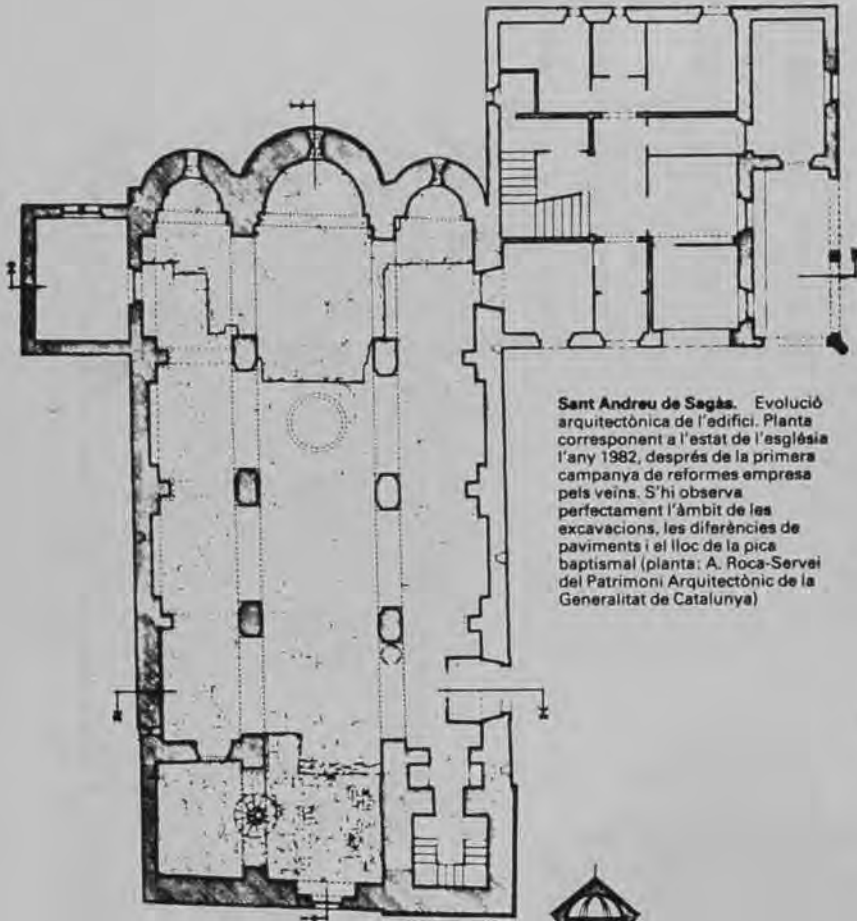 Sant Andreu de Sagàs. Evolució
arquitectònica de l'edifici. Planta
corresponent a l'estat de l'església
l'any 1982, després de la primera
campanya de reformes empresa
pels veïns. S'hi observa
perfectament l'àmbit de les
excavacions, les diferències de
paviments i el lloc de la pica
baptismal (planta: A. Roca-Servei
del Patrimoni Arquitectònic de la
Generalitat de Catalunya)